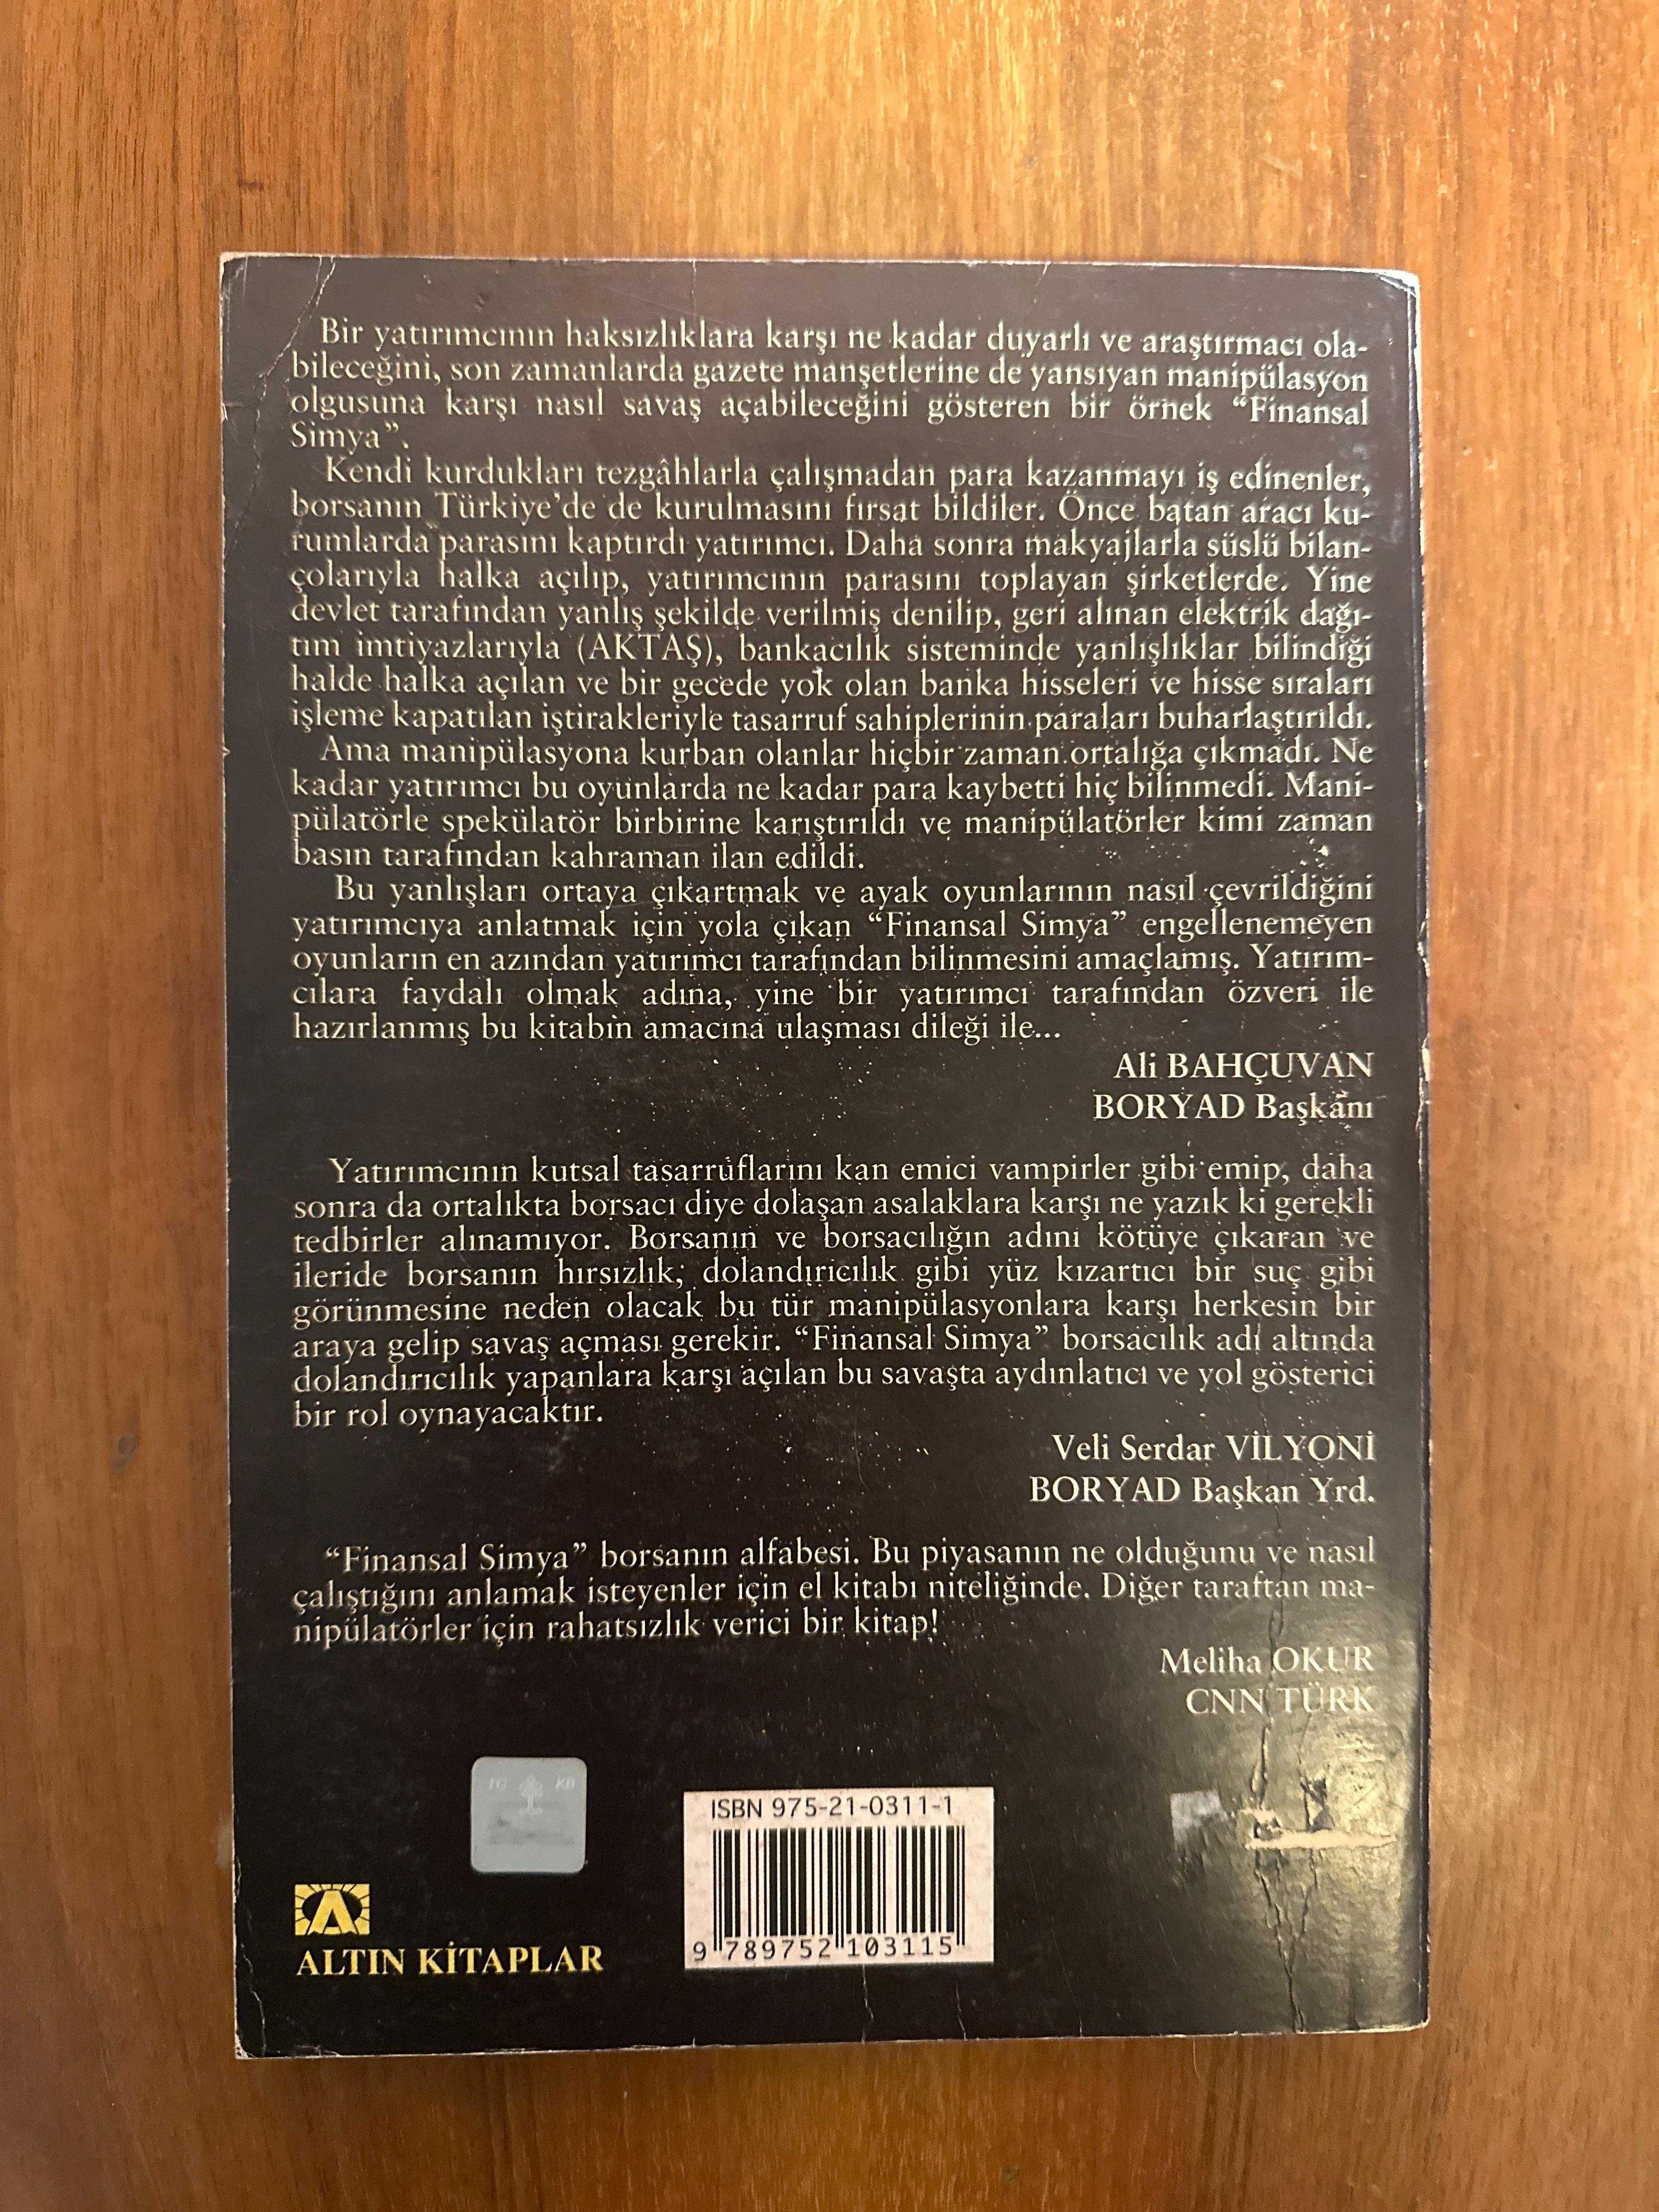 Bir yatırımcının haksızlıklara karşı ne kadar duyarlı ve araştırmacı ola-
bileceğini, son zamanlarda gazete manşetlerine de yansıyan manipülasyon
olgusuna karşı nasıl savaş açabileceğini gösteren bir örnek “Finansal
Simya”.
Kendi kurdukları tezgâhlarla çalışmadan para kazanmayı iş edinenler,
borsanın Türkiye’de de kurulmasını fırsat bildiler. Önce batan aracı ku-
rumlarda parasını kaptırdı yatırımcı. Daha sonra makyajlarla süslü bilan-
çolarıyla halka açılıp, yatırımcının parasını toplayan şirketlerde. Yine
devlet tarafından yanlış şekilde verilmiş denilip, geri alınan elektrik dağı-
tım imtiyazlarıyla (AKTAŞ), bankacılık sisteminde yanlışlıklar bilindiği
halde halka açılan ve bir gecede yok olan banka hisseleri ve hisse sıraları
işleme kapatılan iştirakleriyle tasarruf sahiplerinin paraları buharlaştırıldı.
Ama manipülasyona kurban olanlar hiçbir zaman ortalığa çıkmadı. Ne
kadar yatırımcı bu oyunlarda ne kadar para kaybetti hiç bilinmedi. Mani-
pülatörle spekülatör birbirine karıştırıldı ve manipülatörler kimi zaman
basın tarafından kahraman ilan edildi.
Bu yanlışları ortaya çıkartmak ve ayak oyunlarının nasıl çevrildiğini
yatırımcıya anlatmak için yola çıkan “Finansal Simya” engellenemeyen
oyunların en azından yatırımcı tarafından bilinmesini amaçlamış. Yatırım-
cılara faydalı olmak adına, yine bir yatırımcı tarafından özveri ile
hazırlanmış bu kitabın amacına ulaşması dileği ile...
Ali BAHÇUVAN
BORYAD Başkanı
Yatırımcının kutsal tasarruflarını kan emici vampirler gibi emip, daha
sonra da ortalıkta borsacı diye dolaşan asalaklara karşı ne yazık ki gerekli
tedbirler alınamıyor. Borsanın ve borsacılığın adını kötüye çıkaran ve
ileride borsanın hırsızlık, dolandırıcılık gibi yüz kızartıcı bir suç gibi
görünmesine neden olacak bu tür manipülasyonlara karşı herkesin bir
araya gelip savaş açması gerekir. “Finansal Simya” borsacılık adı altında
dolandırıcılık yapanlara karşı açılan bu savaşta aydınlatıcı ve yol gösterici
bir rol oynayacaktır.
Veli Serdar VİLYONİ
BORYAD Başkan Yrd.
“Finansal Simya” borsanın alfabesi. Bu piyasanın ne olduğunu ve nasıl
çalıştığını anlamak isteyenler için el kitabı niteliğinde. Diğer taraftan ma-
nipülatörler için rahatsızlık verici bir kitap!
Meliha OKUR
CNN TÜRK
TC KB
ISBN 975-21-0311-1
9 789752 103115
ALTIN KİTAPLAR